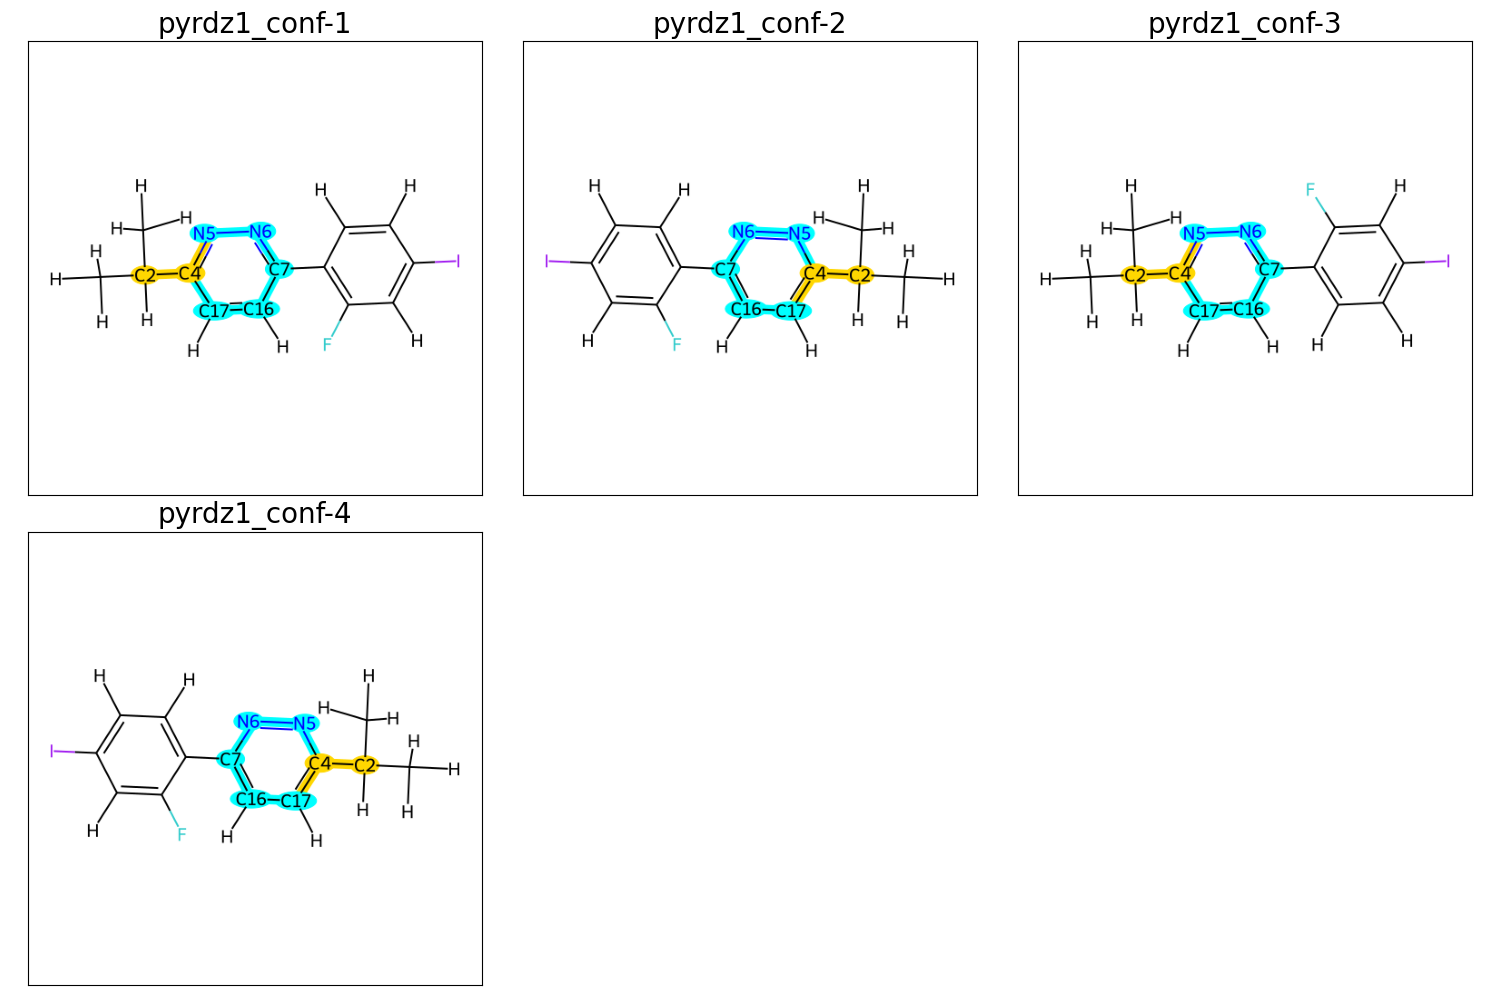 pyrdz1_conf-1
H H H H
H H N5 N6
H H C2 C4 C7 I
H H C17 C16
H H F H
pyrdz1_conf-2
H H H H
N6 N5 H H
I C7 C4 C2 H H
C16 C17 H H
H H F H H
pyrdz1_conf-3
H F H
H H N5 N6
H H C2 C4 C7 I
H H C17 C16
H H H H
pyrdz1_conf-4
H H H
H H N6 N5 H
I C7 C4 C2 H H
C16 C17 H H
H F H H